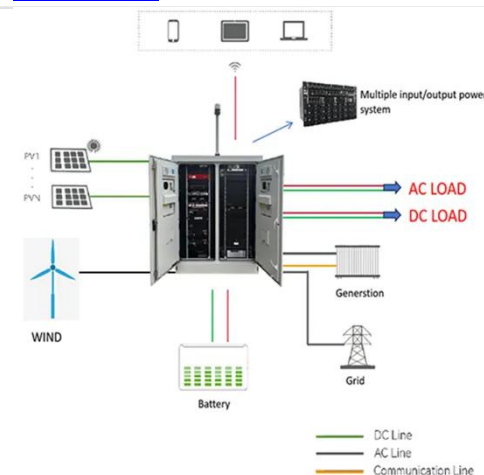 Multiple input/output power
system
PV1
PVN
AC LOAD
DC LOAD
WIND
Generstion
Grid
Battery
DC Line
AC Line
Communication Line